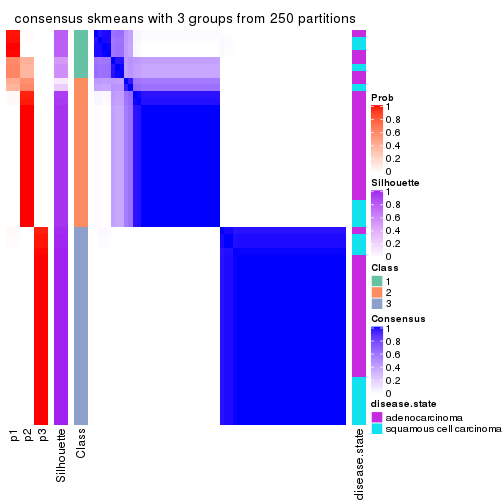 consensus skmeans with 3 groups from 250 partitions
Prob
1
0.8
0.6
0.4
0.2
0
Silhouette
1
0.8
0.6
0.4
0.2
0
Class
1
2
3
Consensus
1
0.8
0.6
0.4
0.2
0
disease.state
adenocarcinoma
squamous cell carcinoma
p1
p2
p3
Silhouette
Class
disease.state